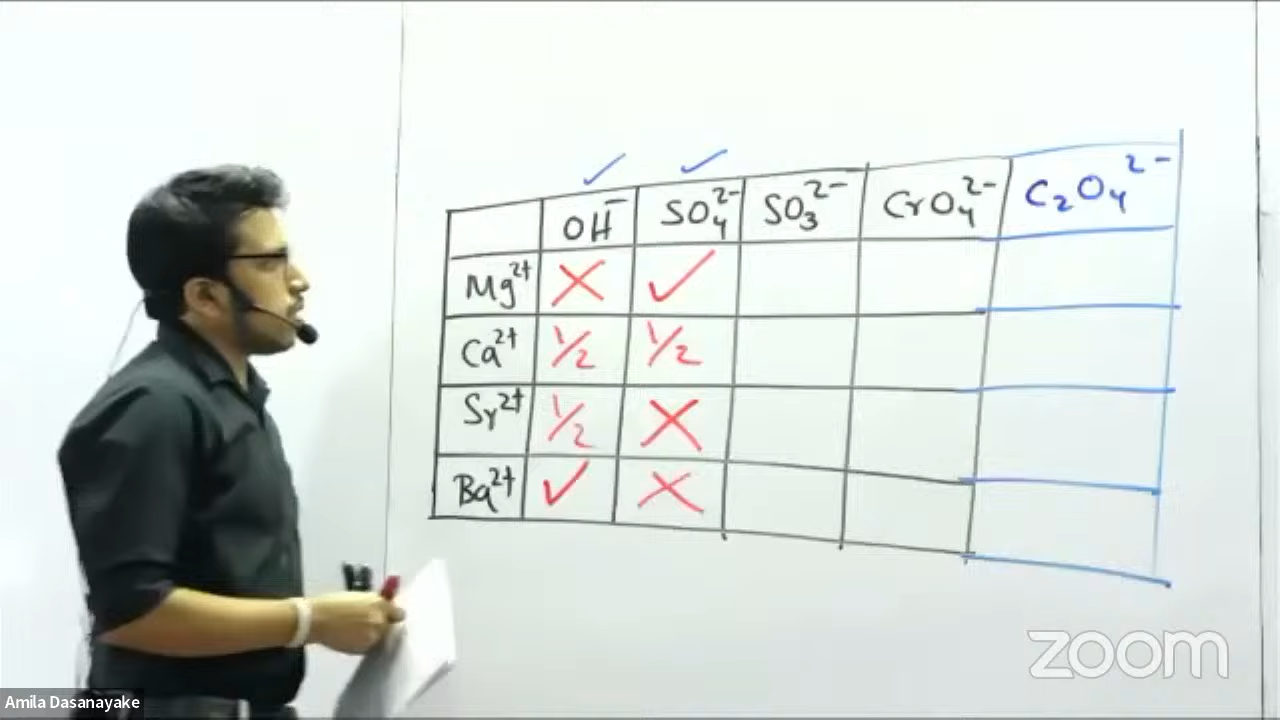 OH⁻ SO₄²⁻ SO₃²⁻ CrO₄²⁻ C₂O₄²⁻
Mg²⁺ ✗ ✓
Ca²⁺ ½ ½
Sr²⁺ ½ ✗
Ba²⁺ ✓ ✗
zoom
Amila Dasanayake